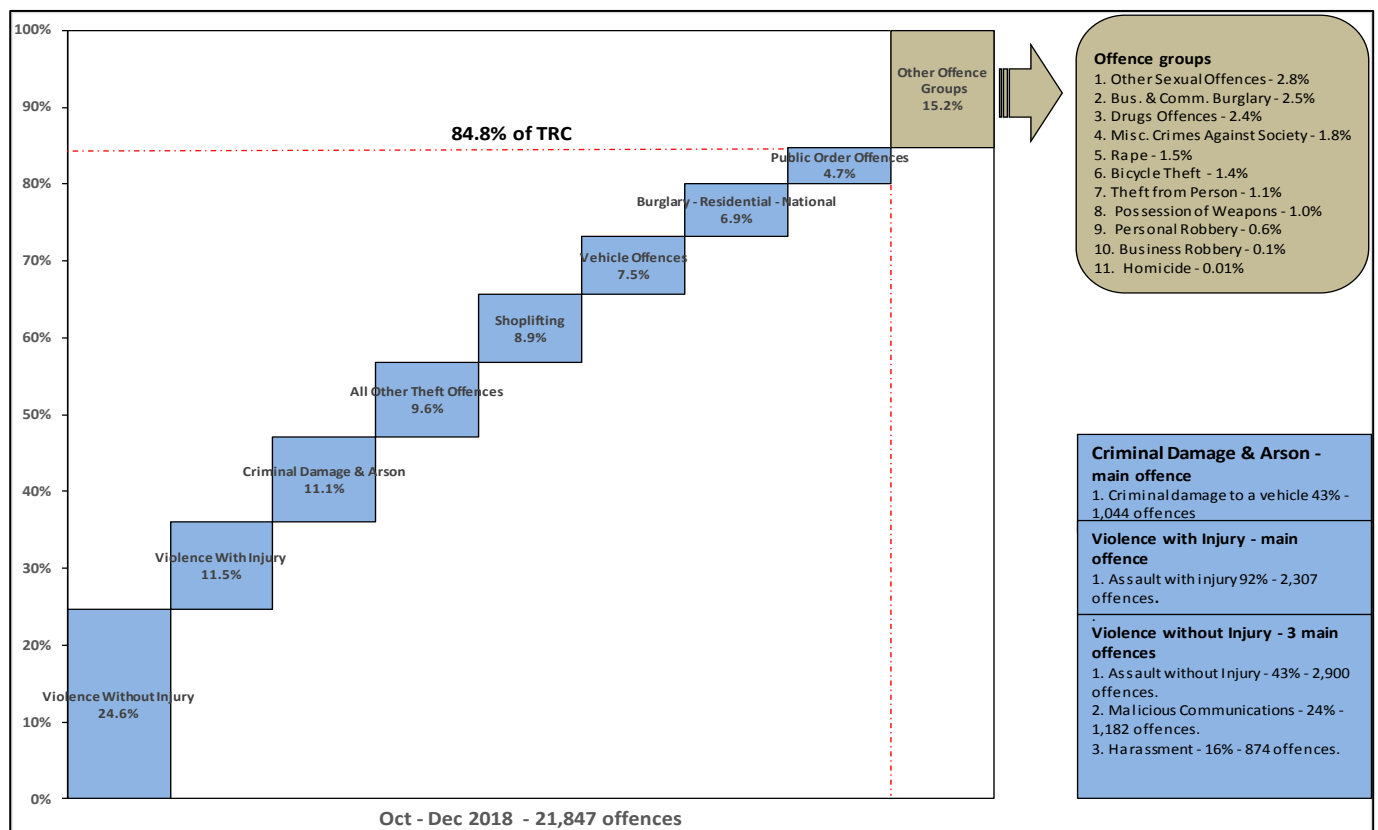 100%
90%
80%
70%
60%
50%
40%
30%
20%
10%
0%
84.8% of TRC
Other Offence
Groups
15.2%
Public Order Offences
4.7%
Burglary - Residential - National
6.9%
Vehicle Offences
7.5%
Shoplifting
8.9%
All Other Theft Offences
9.6%
Criminal Damage & Arson
11.1%
Violence With Injury
11.5%
Violence Without Injury
24.6%
Oct - Dec 2018 - 21,847 offences
Offence groups
1. Other Sexual Offences - 2.8%
2. Bus. & Comm. Burglary - 2.5%
3. Drugs Offences - 2.4%
4. Misc. Crimes Against Society - 1.8%
5. Rape - 1.5%
6. Bicycle Theft - 1.4%
7. Theft from Person - 1.1%
8. Possession of Weapons - 1.0%
9. Personal Robbery - 0.6%
10. Business Robbery - 0.1%
11. Homicide - 0.01%
Criminal Damage & Arson -
main offence
1. Criminal damage to a vehicle 43% -
1,044 offences
Violence with Injury - main
offence
1. Assault with injury 92% - 2,307
offences.
.
Violence without Injury - 3 main
offences
1. Assault without Injury - 43% - 2,900
offences.
2. Malicious Communications - 24% -
1,182 offences.
3. Harassment - 16% - 874 offences.